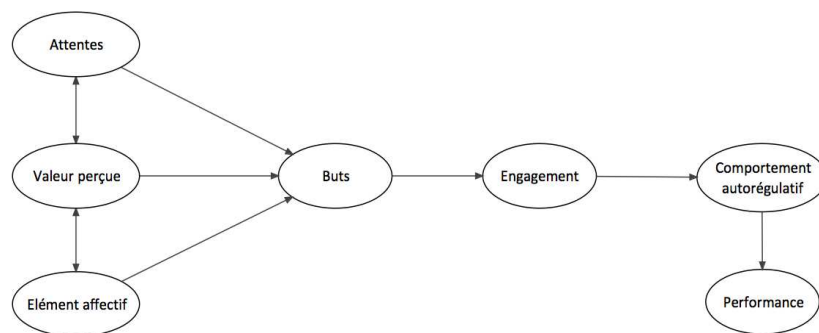 Attentes
Valeur perçue
Elément affectif
Buts
Engagement
Comportement
autorégulatif
Performance